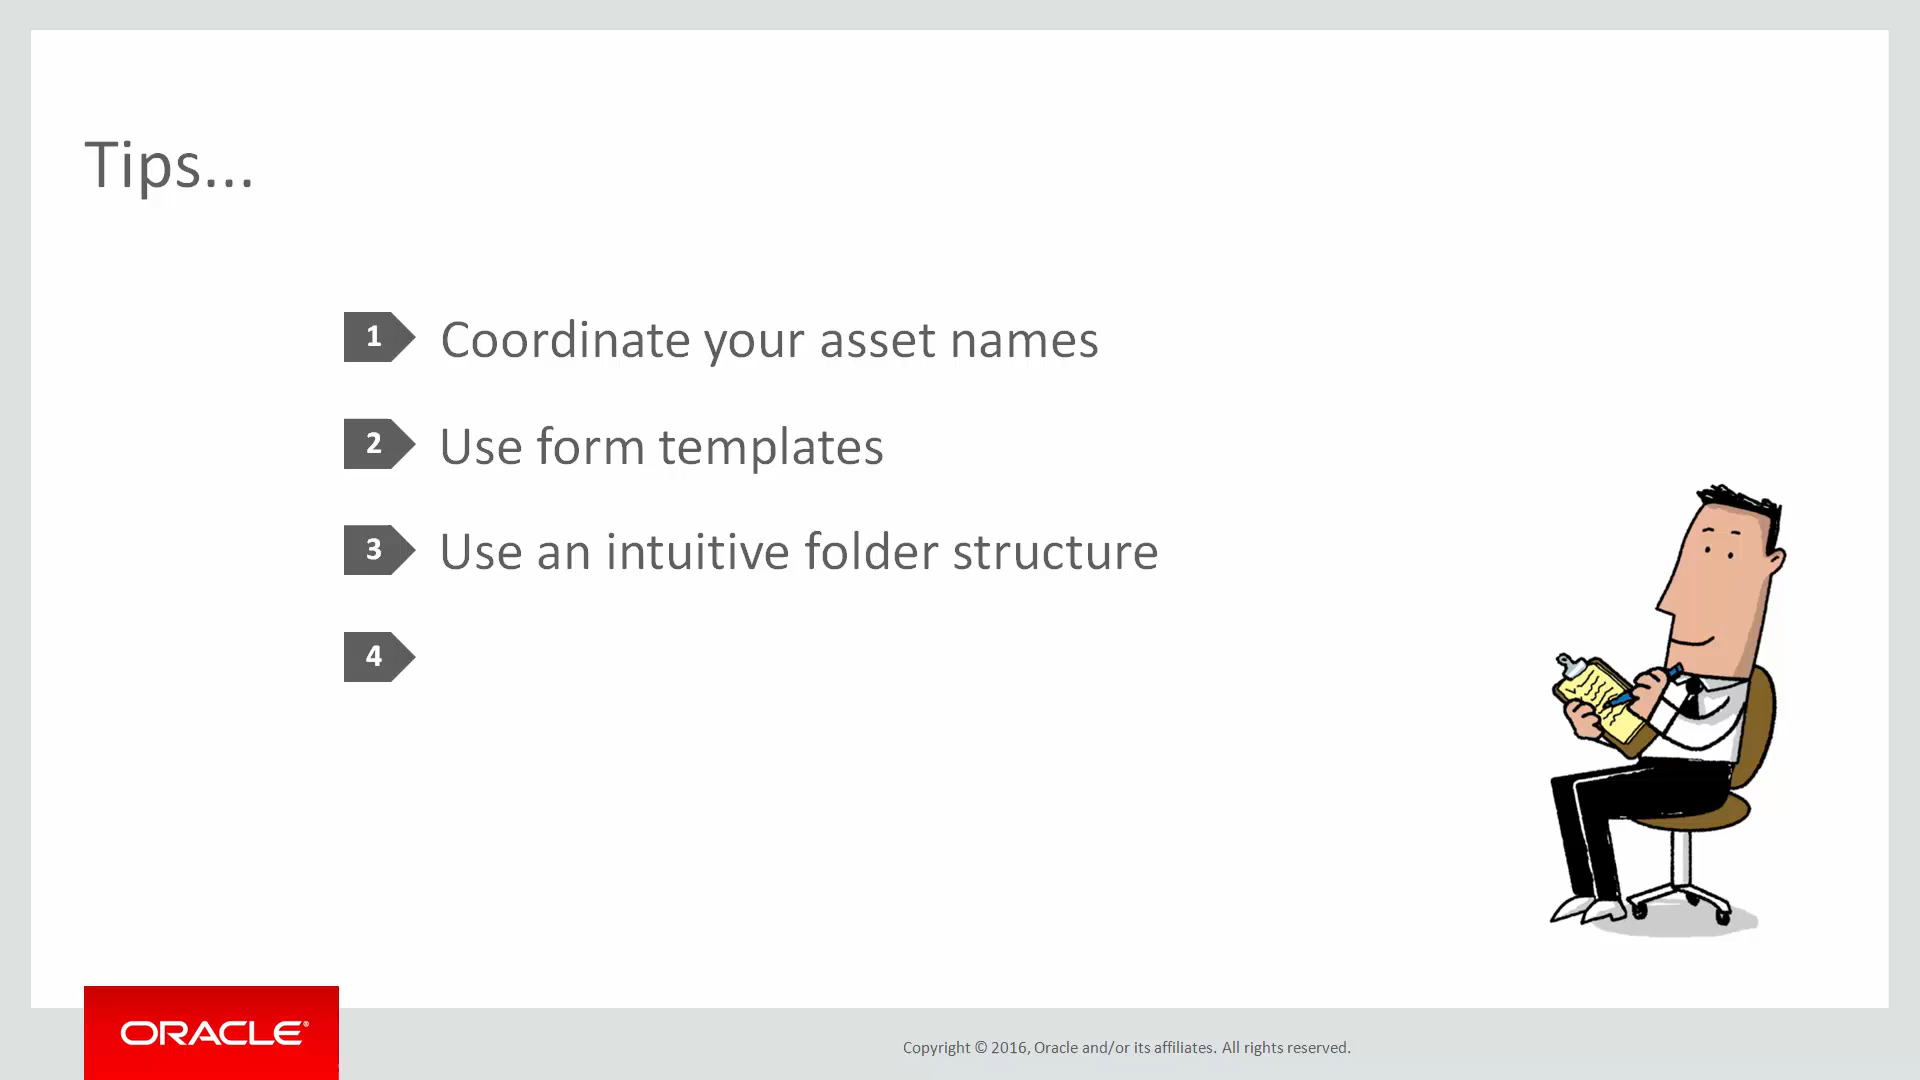 Tips...
1 Coordinate your asset names
2 Use form templates
3 Use an intuitive folder structure
4
ORACLE®
Copyright © 2016, Oracle and/or its affiliates. All rights reserved.